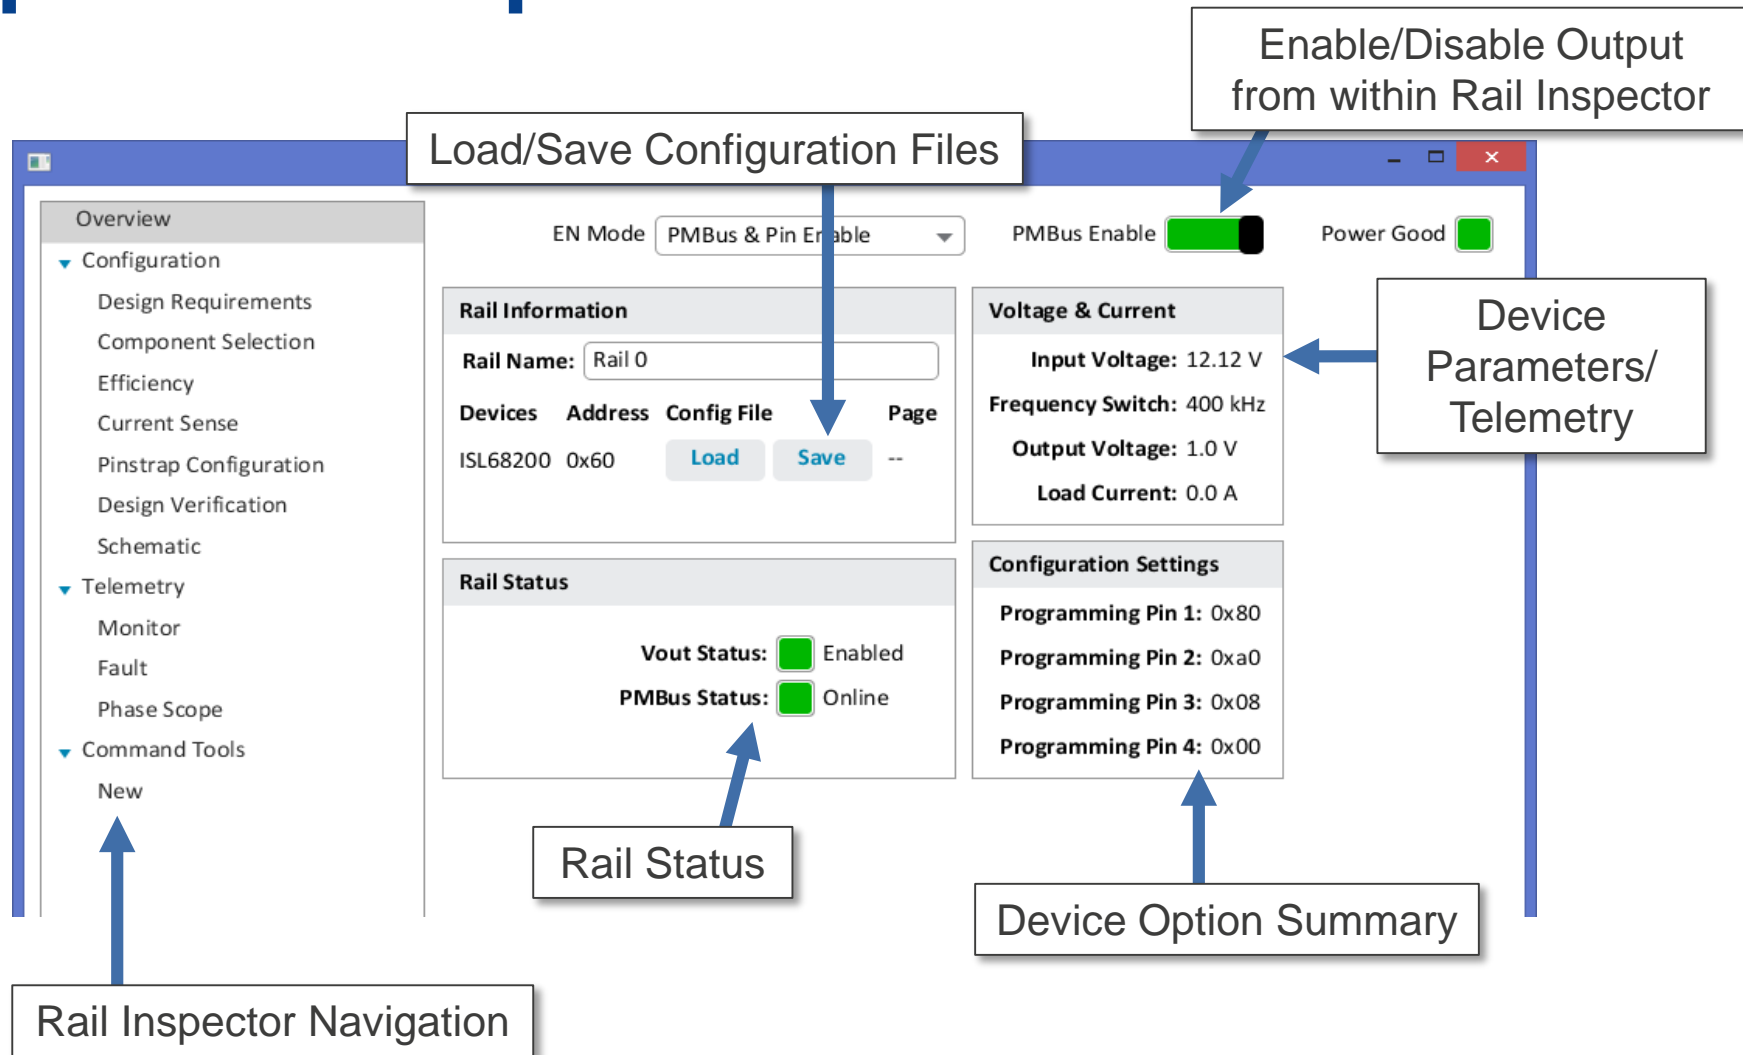 Enable/Disable Output
from within Rail Inspector
Load/Save Configuration Files
Overview
Configuration
Design Requirements
Component Selection
Efficiency
Current Sense
Pinstrap Configuration
Design Verification
Schematic
Telemetry
Monitor
Fault
Phase Scope
Command Tools
New
EN Mode PMBus & Pin Enable
PMBus Enable
Power Good
Rail Information
Rail Name: Rail 0
Devices Address Config File Page
ISL68200 0x60 Load Save --
Rail Status
Vout Status: Enabled
PMBus Status: Online
Voltage & Current
Input Voltage: 12.12 V
Frequency Switch: 400 kHz
Output Voltage: 1.0 V
Load Current: 0.0 A
Configuration Settings
Programming Pin 1: 0x80
Programming Pin 2: 0xa0
Programming Pin 3: 0x08
Programming Pin 4: 0x00
Device
Parameters/
Telemetry
Rail Status
Device Option Summary
Rail Inspector Navigation